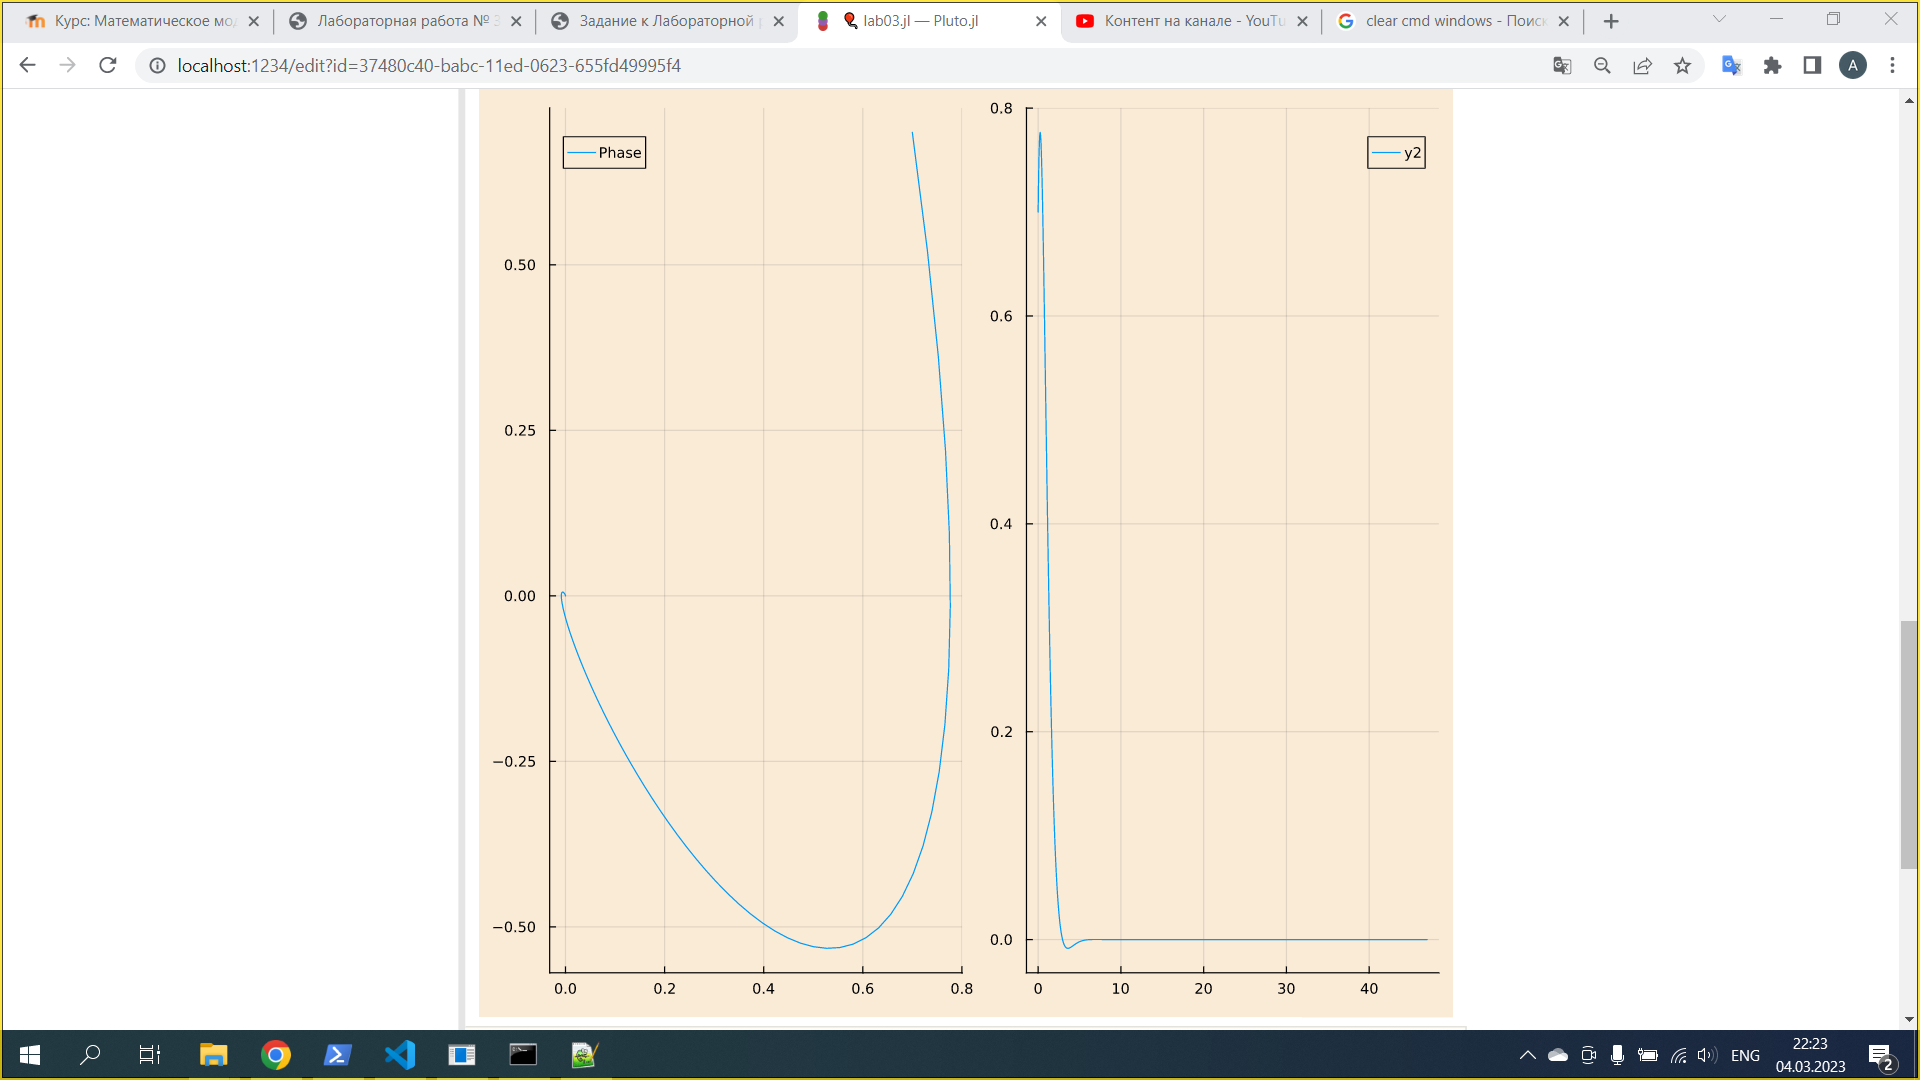 Курс: Математическое мо
Лабораторная работа №
Задание к Лабораторной
lab03.jl — Pluto.jl
Контент на канале - YouTu
clear cmd windows - Поиск
localhost:1234/edit?id=37480c40-babc-11ed-0623-655fd49995f4
A
Phase
0.50
0.25
0.00
−0.25
−0.50
0.0 0.2 0.4 0.6 0.8
y2
0.8
0.6
0.4
0.2
0.0
0 10 20 30 40
ENG
22:23
04.03.2023
2